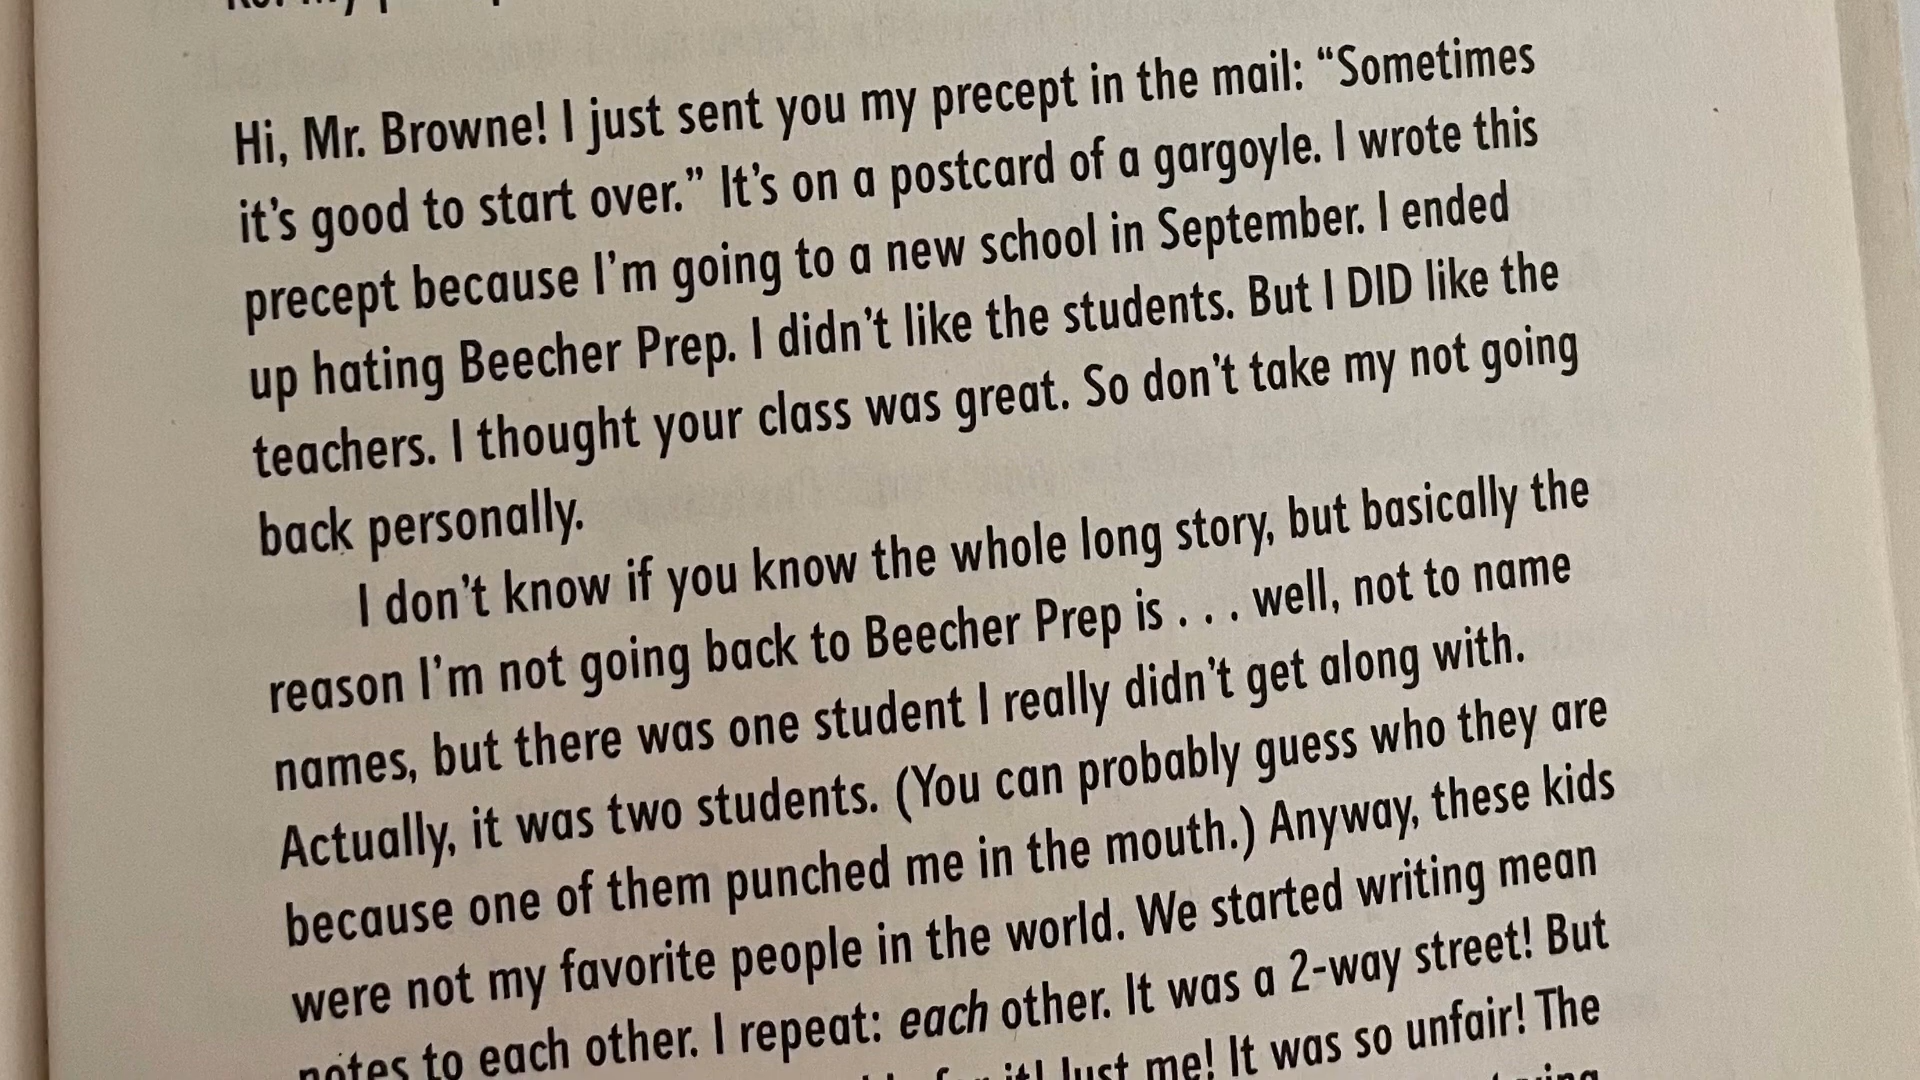 Hi, Mr. Browne! I just sent you my precept in the mail: “Sometimes
it’s good to start over.” It’s on a postcard of a gargoyle. I wrote this
precept because I’m going to a new school in September. I ended
up hating Beecher Prep. I didn’t like the students. But I DID like the
teachers. I thought your class was great. So don’t take my not going
back personally.
I don’t know if you know the whole long story, but basically the
reason I’m not going back to Beecher Prep is . . . well, not to name
names, but there was one student I really didn’t get along with.
Actually, it was two students. (You can probably guess who they are
because one of them punched me in the mouth.) Anyway, these kids
were not my favorite people in the world. We started writing mean
notes to each other. I repeat: each other. It was a 2-way street! But
it! Just me! It was so unfair! The